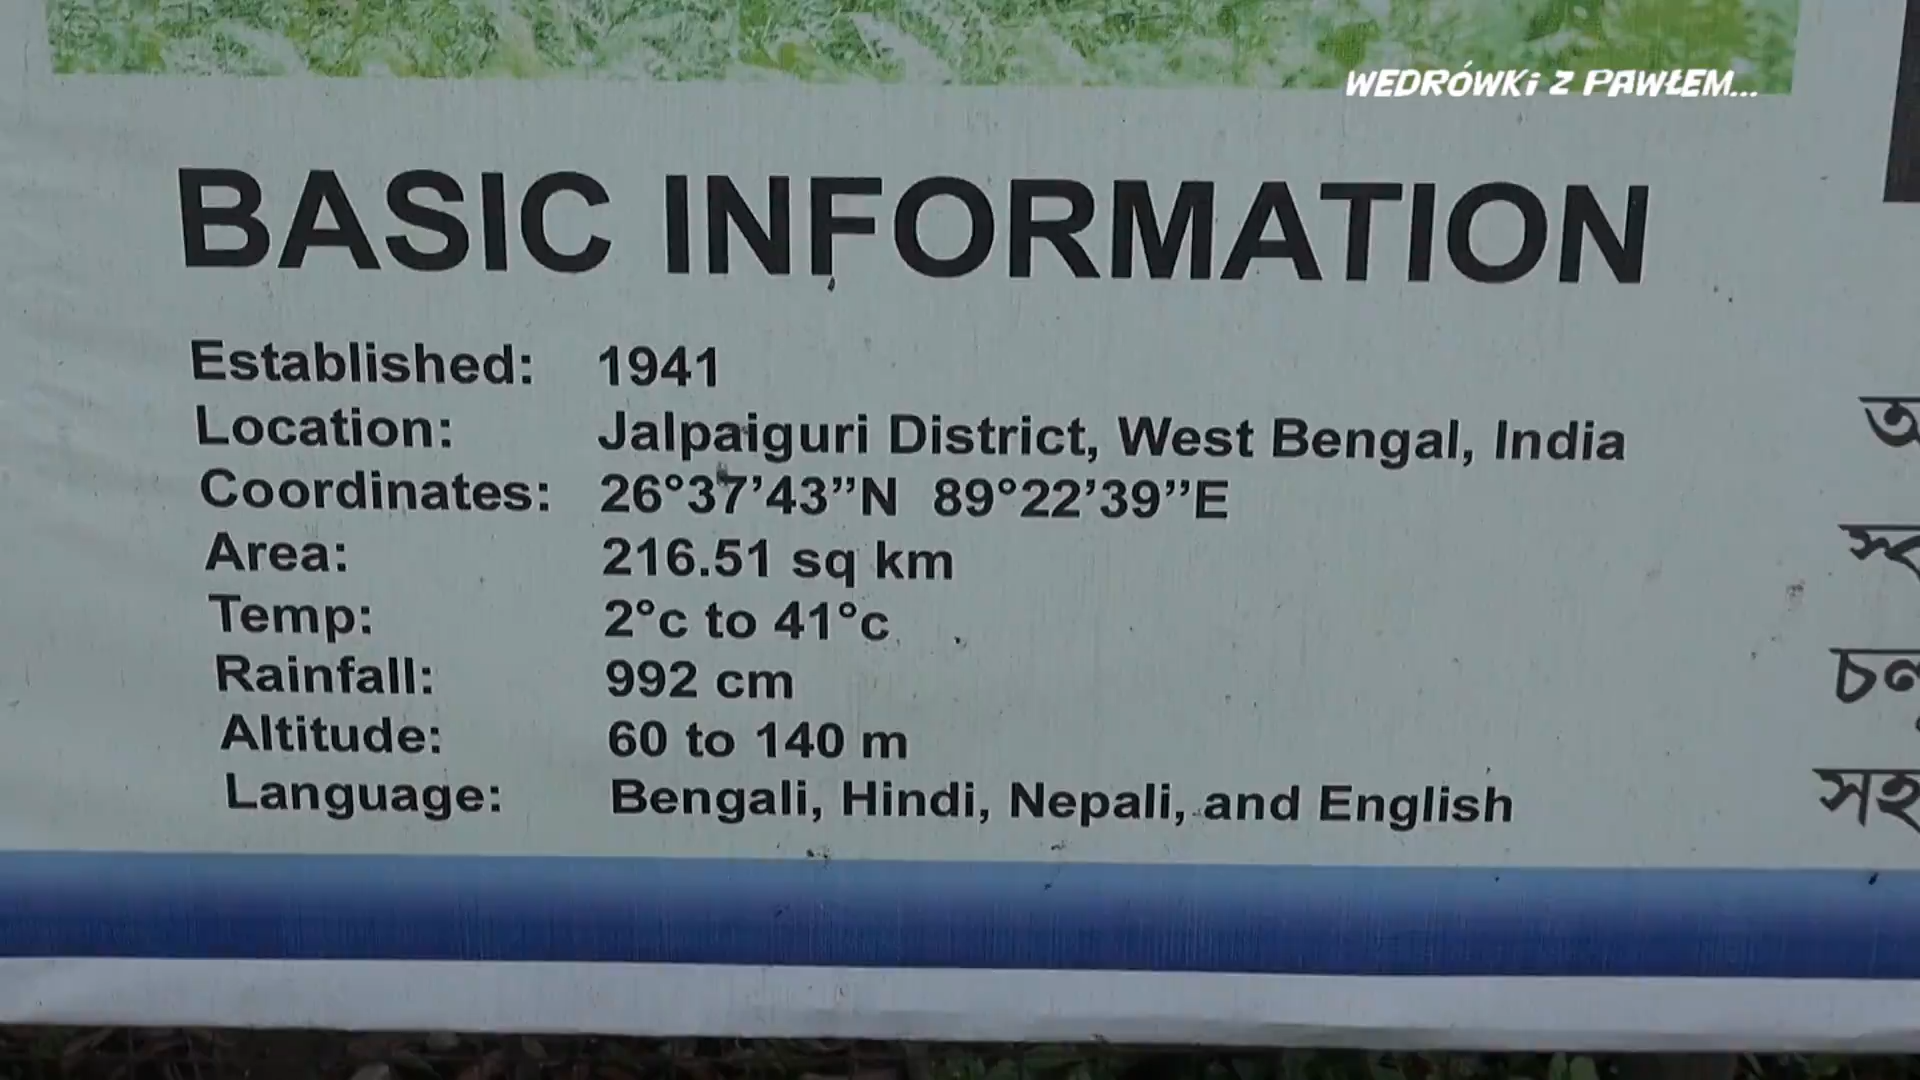 WEDRÓWKi Z PAWŁEM...
BASIC INFORMATION
Established: 1941
Location: Jalpaiguri District, West Bengal, India
Coordinates: 26°37’43”N 89°22’39”E
Area: 216.51 sq km
Temp: 2°c to 41°c
Rainfall: 992 cm
Altitude: 60 to 140 m
Language: Bengali, Hindi, Nepali, and English